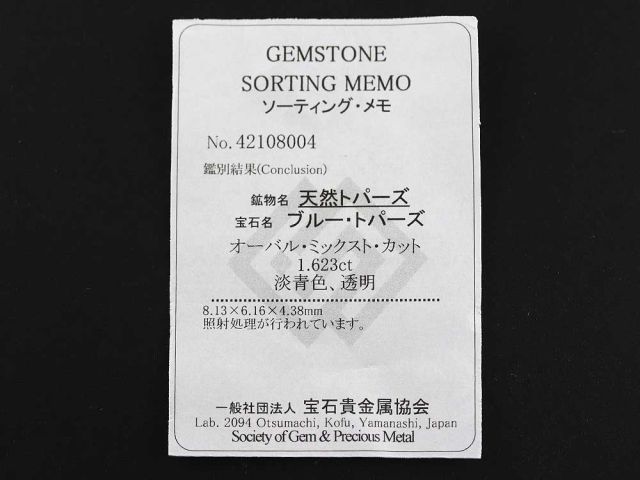 GEMSTONE
SORTING MEMO
ソーティング・メモ
No. 42108004
鑑別結果(Conclusion)
鉱物名 天然トパーズ
宝石名 ブルー・トパーズ
オーバル・ミックスト・カット
1.623ct
淡青色、透明
8.13×6.16×4.38mm
照射処理が行われています。
一般社団法人 宝石貴金属協会
Lab. 2094 Otsumachi, Kofu, Yamanashi, Japan
Society of Gem & Precious Metal